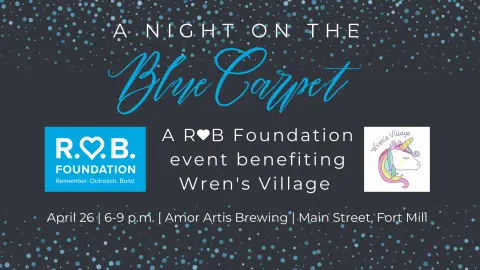 A NIGHT ON THE
Blue Carpet
R.♡.B.
FOUNDATION
Remember. Outreach. Build.
A R♥B Foundation
event benefiting
Wren's Village
Wren's Village
April 26 | 6-9 p.m. | Amor Artis Brewing | Main Street, Fort Mill